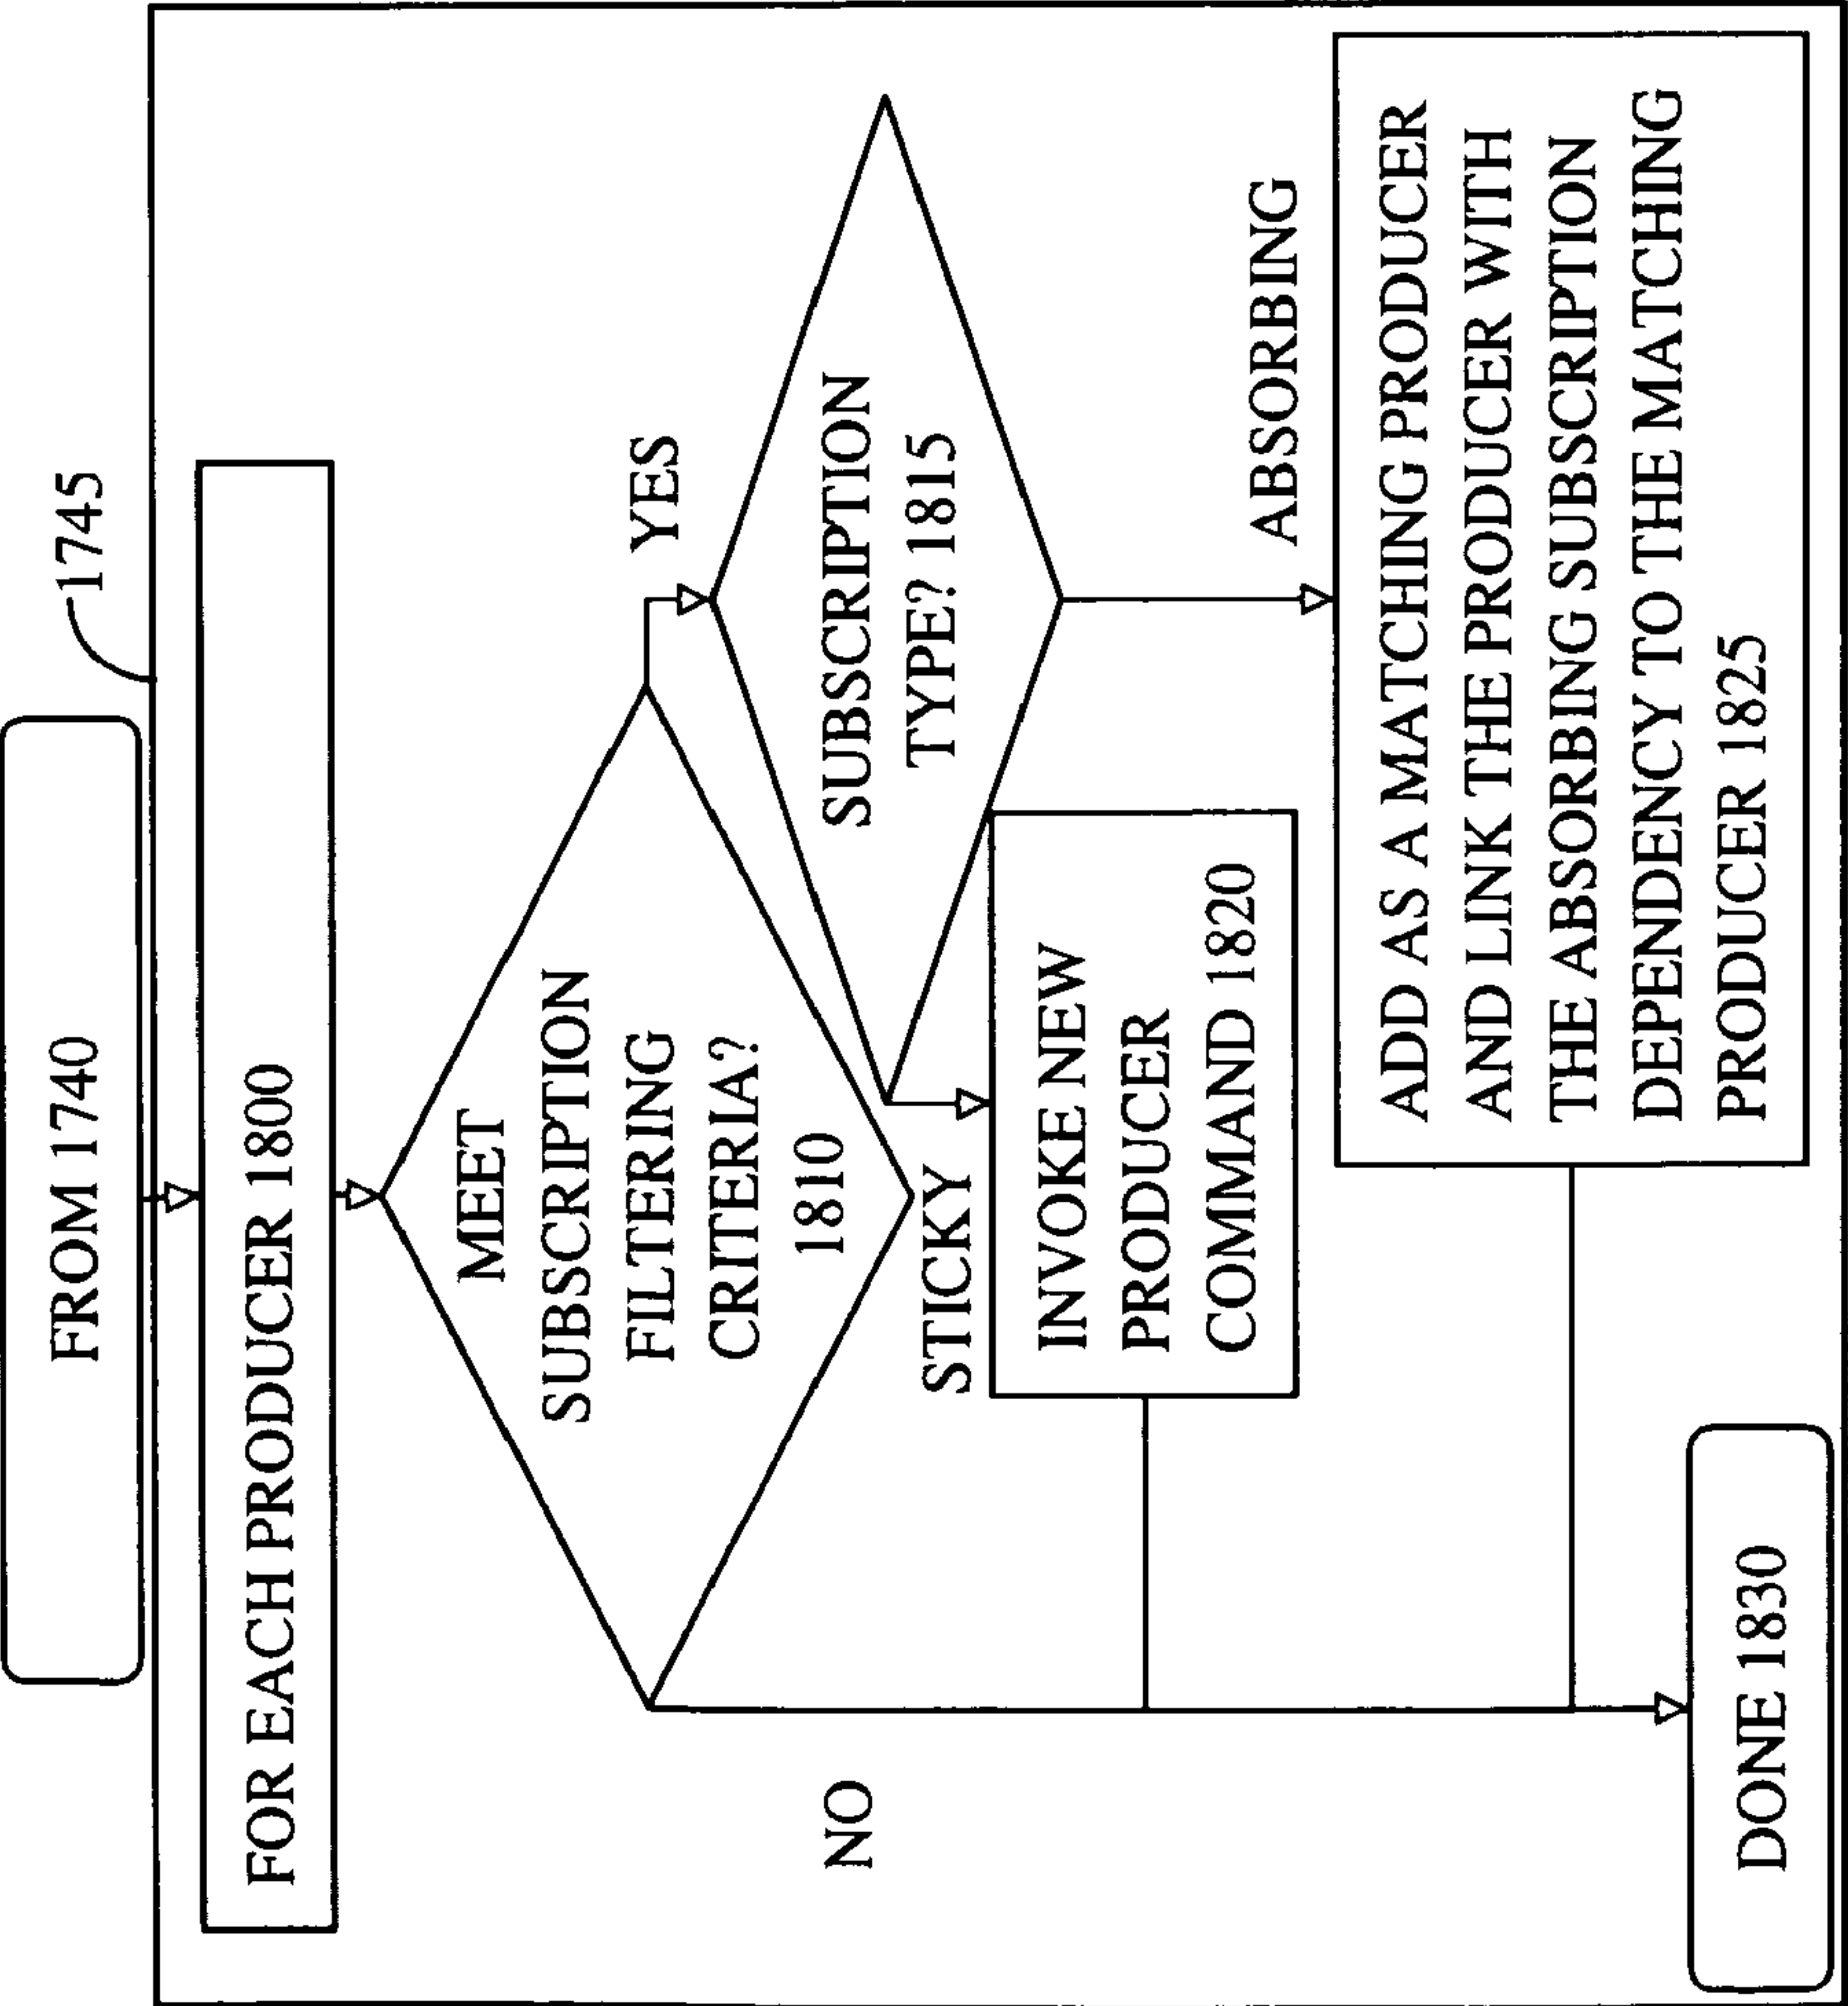 FROM 1740
1745
FOR EACH PRODUCER 1800
MEET
SUBSCRIPTION
FILTERING
CRITERIA?
1810
YES
SUBSCRIPTION
TYPE? 1815
NO
STICKY
INVOKE NEW
PRODUCER
COMMAND 1820
ABSORBING
ADD AS A MATCHING PRODUCER
AND LINK THE PRODUCER WITH
THE ABSORBING SUBSCRIPTION
DEPENDENCY TO THE MATCHING
PRODUCER 1825
DONE 1830